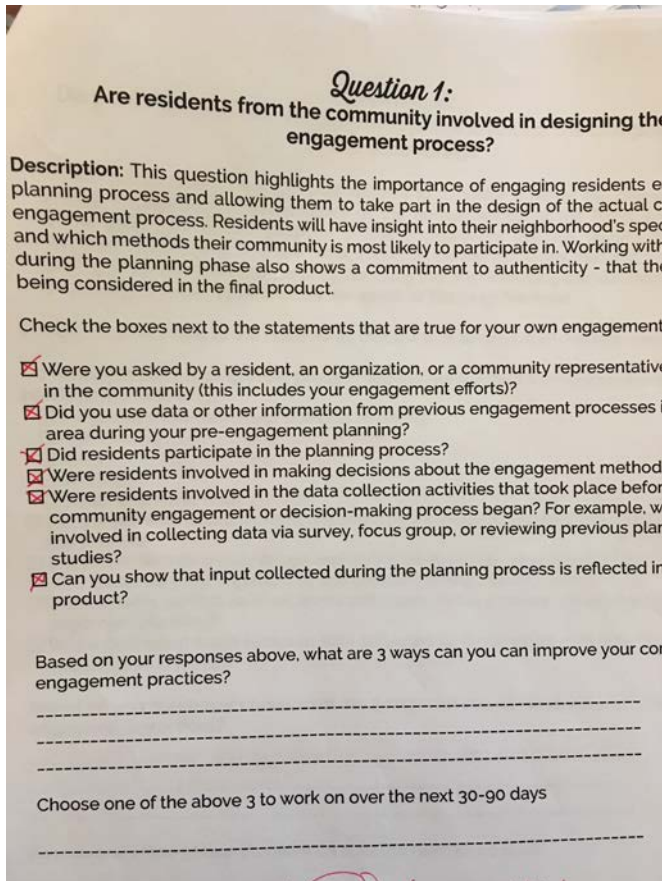 Question 1:
Are residents from the community involved in designing the
engagement process?
Description: This question highlights the importance of engaging residents e
planning process and allowing them to take part in the design of the actual c
engagement process. Residents will have insight into their neighborhood's spec
and which methods their community is most likely to participate in. Working with
during the planning phase also shows a commitment to authenticity - that the
being considered in the final product.
Check the boxes next to the statements that are true for your own engagement
Were you asked by a resident, an organization, or a community representative
in the community (this includes your engagement efforts)?
Did you use data or other information from previous engagement processes i
area during your pre-engagement planning?
Did residents participate in the planning process?
Were residents involved in making decisions about the engagement method
Were residents involved in the data collection activities that took place befor
community engagement or decision-making process began? For example, w
involved in collecting data via survey, focus group, or reviewing previous plan
studies?
Can you show that input collected during the planning process is reflected in
product?
Based on your responses above, what are 3 ways can you can improve your co
engagement practices?
Choose one of the above 3 to work on over the next 30-90 days